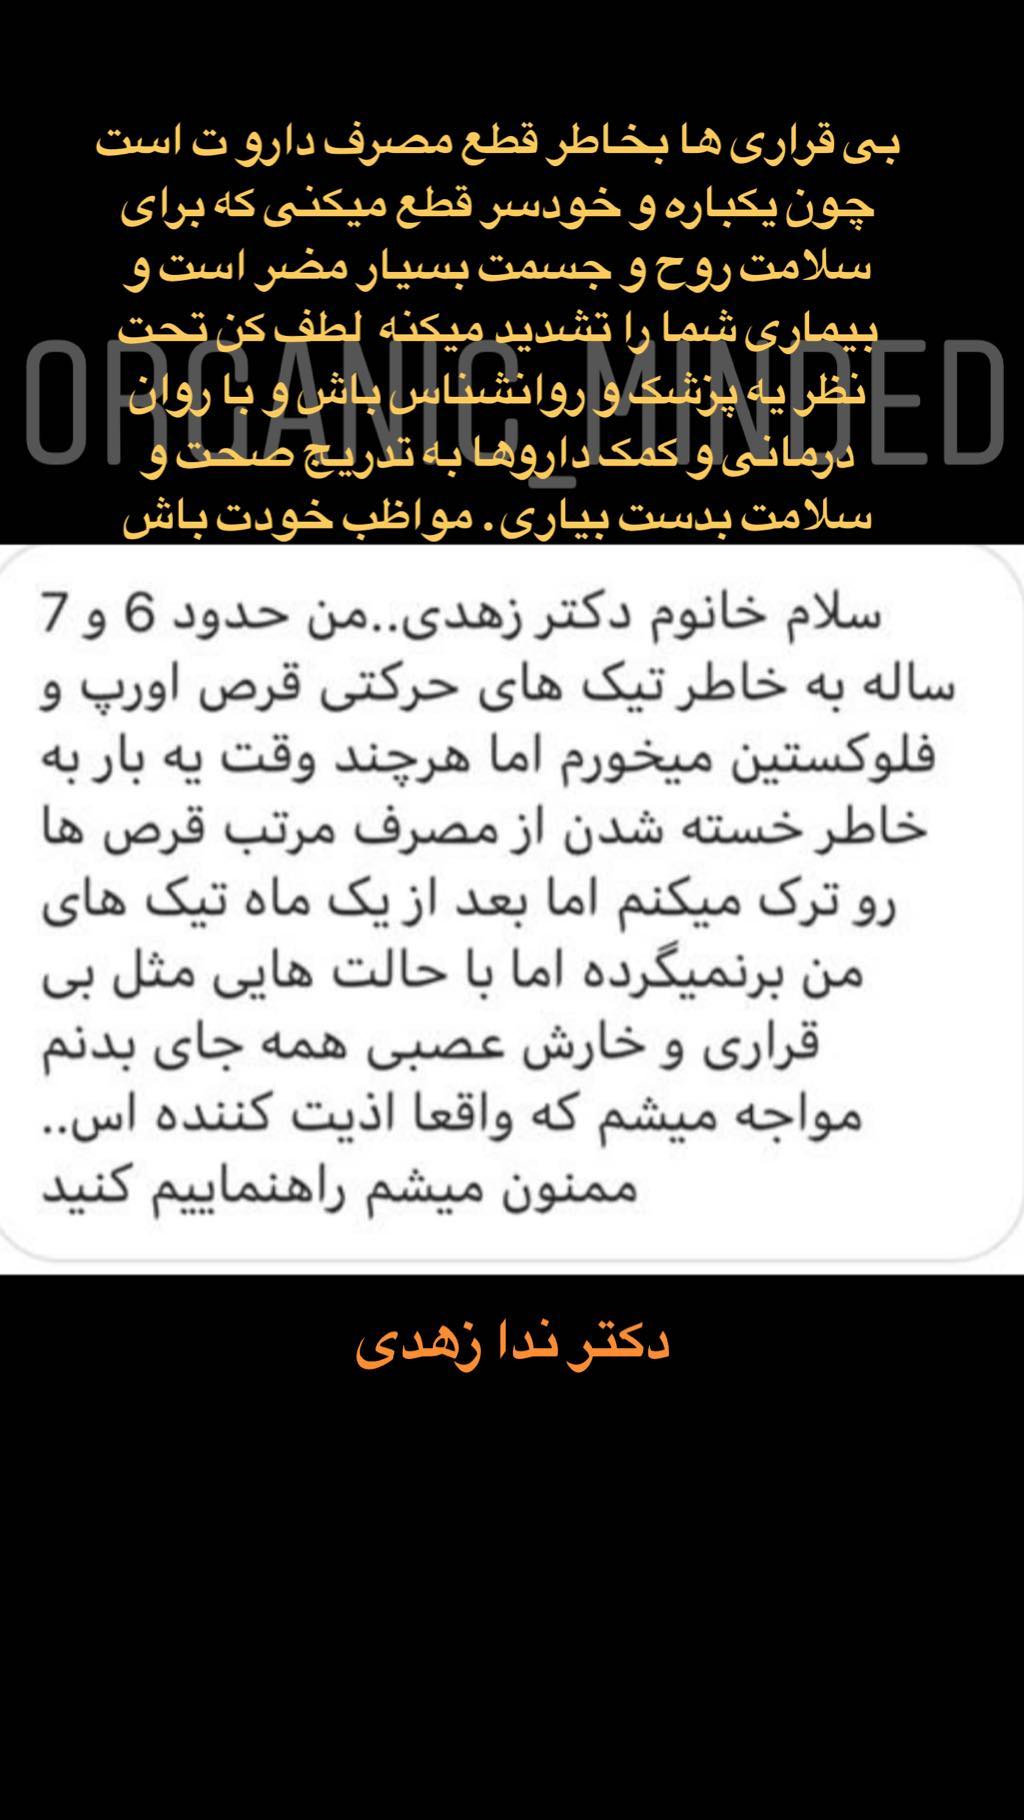 بی قراری ها بخاطر قطع مصرف دارو ت است
چون یکباره و خودسر قطع میکنی که برای
سلامت روح و جسمت بسیار مضر است و
بیماری شما را تشدید میکنه لطف کن تحت
نظر یه پزشک و روانشناس باش و با روان
درمانی و کمک داروها به تدریج صحت و
سلامت بدست بیاری. مواظب خودت باش
ORGANIC_MINDED
سلام خانوم دکتر زهدی..من حدود 6 و 7
ساله به خاطر تیک های حرکتی قرص اورپ و
فلوکستین میخورم اما هرچند وقت یه بار به
خاطر خسته شدن از مصرف مرتب قرص ها
رو ترک میکنم اما بعد از یک ماه تیک های
من برنمیگرده اما با حالت هایی مثل بی
قراری و خارش عصبی همه جای بدنم
مواجه میشم که واقعا اذیت کننده اس..
ممنون میشم راهنماییم کنید
دکتر ندا زهدی